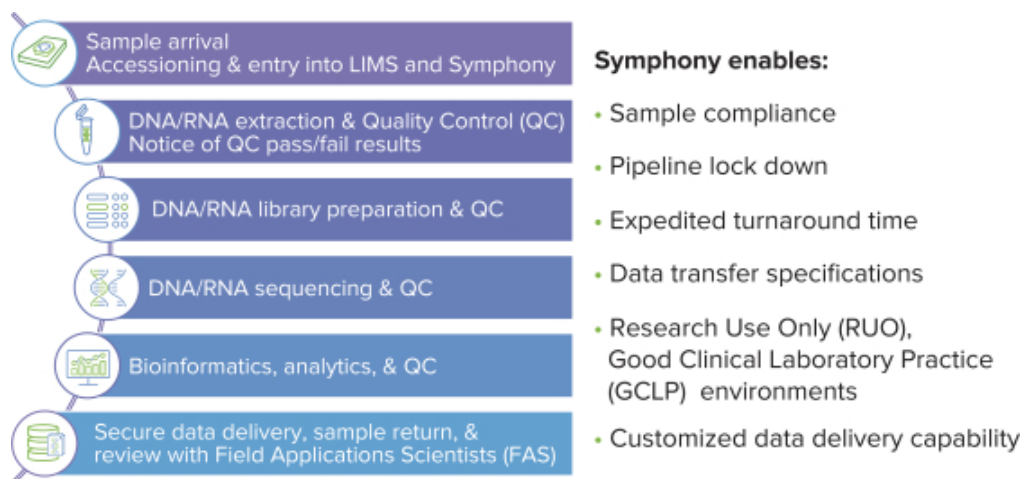 Sample arrival
Accessioning & entry into LIMS and Symphony
DNA/RNA extraction & Quality Control (QC)
Notice of QC pass/fail results
DNA/RNA library preparation & QC
DNA/RNA sequencing & QC
Bioinformatics, analytics, & QC
Secure data delivery, sample return, &
review with Field Applications Scientists (FAS)
Symphony enables:
• Sample compliance
• Pipeline lock down
• Expedited turnaround time
• Data transfer specifications
• Research Use Only (RUO),
Good Clinical Laboratory Practice
(GCLP) environments
• Customized data delivery capability